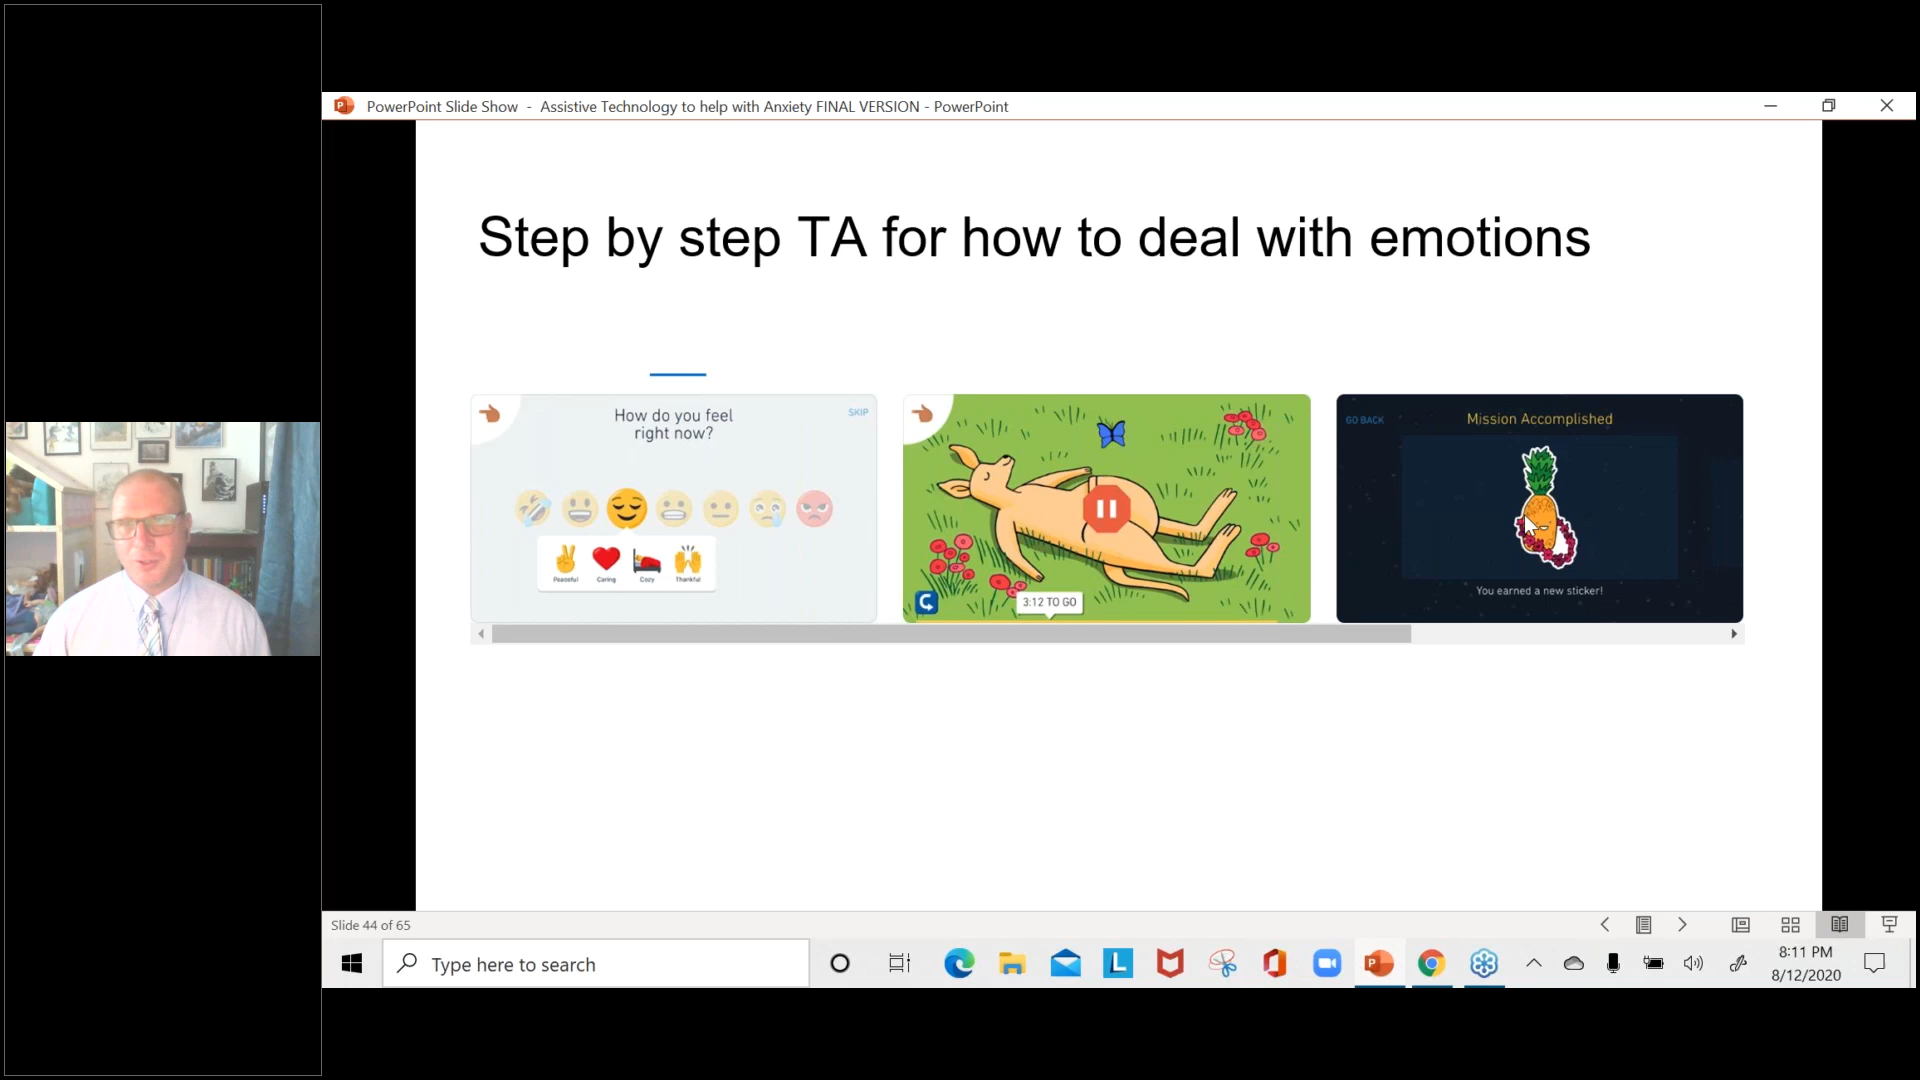 PowerPoint Slide Show - Assistive Technology to help with Anxiety FINAL VERSION - PowerPoint
Step by step TA for how to deal with emotions
How do you feel
right now?
SKIP
Peaceful
Caring
Cozy
Thankful
3:12 TO GO
GO BACK
Mission Accomplished
You earned a new sticker!
Slide 44 of 65
Type here to search
8:11 PM
8/12/2020